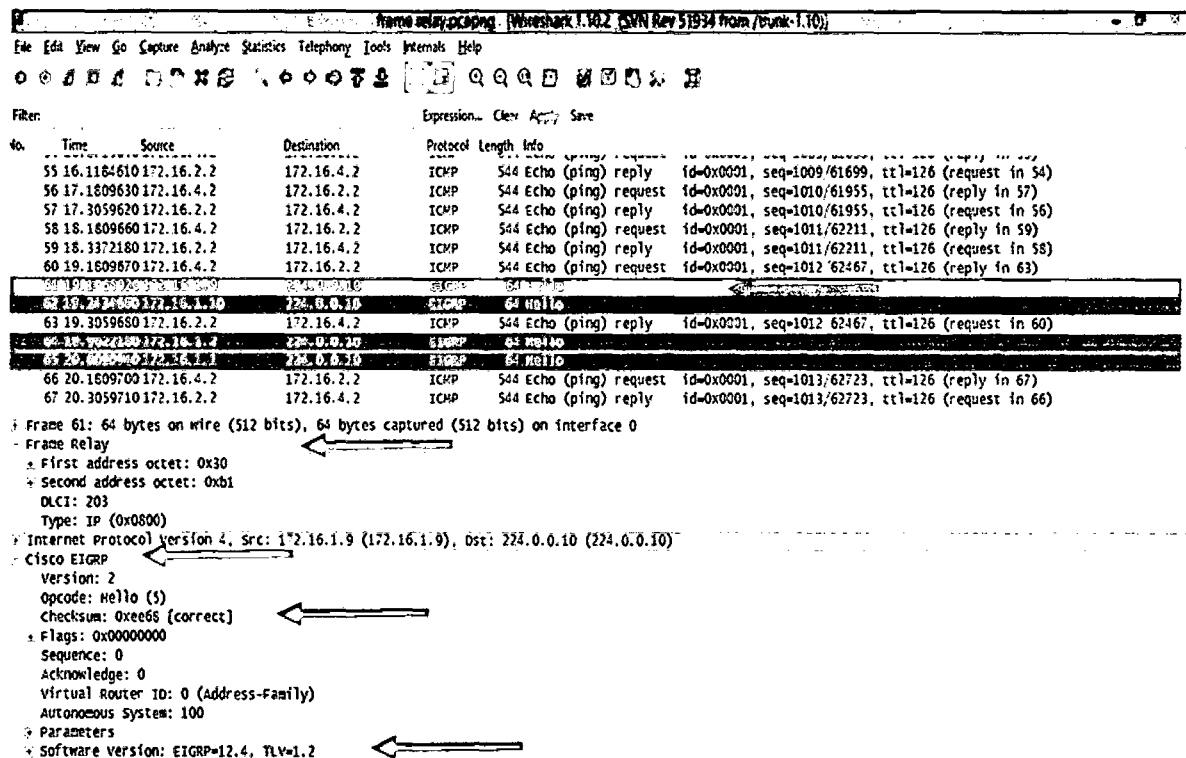 frame relay.pcapng [Wireshark 1.10.2 (SVN Rev 51934 from /trunk-1.10)]
File Edit View Go Capture Analyze Statistics Telephony Tools Internals Help
Filter: Expression... Clear Apply Save
No. Time Source Destination Protocol Length Info
55 16.1184610 172.16.2.2 172.16.4.2 ICMP 544 Echo (ping) reply id=0x0001, seq=1009/61699, ttl=126 (request in 54)
56 17.1809630 172.16.4.2 172.16.2.2 ICMP 544 Echo (ping) request id=0x0001, seq=1010/61955, ttl=126 (reply in 57)
57 17.3059620 172.16.2.2 172.16.4.2 ICMP 544 Echo (ping) reply id=0x0001, seq=1010/61955, ttl=126 (request in 56)
58 18.1809660 172.16.4.2 172.16.2.2 ICMP 544 Echo (ping) request id=0x0001, seq=1011/62211, ttl=126 (reply in 59)
59 18.3372180 172.16.2.2 172.16.4.2 ICMP 544 Echo (ping) reply id=0x0001, seq=1011/62211, ttl=126 (request in 58)
60 19.1809670 172.16.4.2 172.16.2.2 ICMP 544 Echo (ping) request id=0x0001, seq=1012 62467, ttl=126 (reply in 63)
EIGRP 64
62 172.16.1.10 224.0.0.10 EIGRP 64 Hello
63 19.3059680 172.16.2.2 172.16.4.2 ICMP 544 Echo (ping) reply id=0x0001, seq=1012 62467, ttl=126 (request in 60)
224.0.0.10 EIGRP 64 Hello
224.0.0.10 EIGRP 64 Hello
66 20.1809700 172.16.4.2 172.16.2.2 ICMP 544 Echo (ping) request id=0x0001, seq=1013/62723, ttl=126 (reply in 67)
67 20.3059710 172.16.2.2 172.16.4.2 ICMP 544 Echo (ping) reply id=0x0001, seq=1013/62723, ttl=126 (request in 66)
Frame 61: 64 bytes on wire (512 bits), 64 bytes captured (512 bits) on interface 0
Frame Relay
First address octet: 0x30
Second address octet: 0xb1
DLCI: 203
Type: IP (0x0800)
Internet Protocol Version 4, Src: 172.16.1.9 (172.16.1.9), Dst: 224.0.0.10 (224.0.0.10)
Cisco EIGRP
Version: 2
Opcode: Hello (5)
Checksum: [correct]
Flags: 0x00000000
Sequence: 0
Acknowledge: 0
Virtual Router ID: 0 (Address-Family)
Autonomous System: 100
Parameters
Software Version: EIGRP=12.4, TLV=1.2